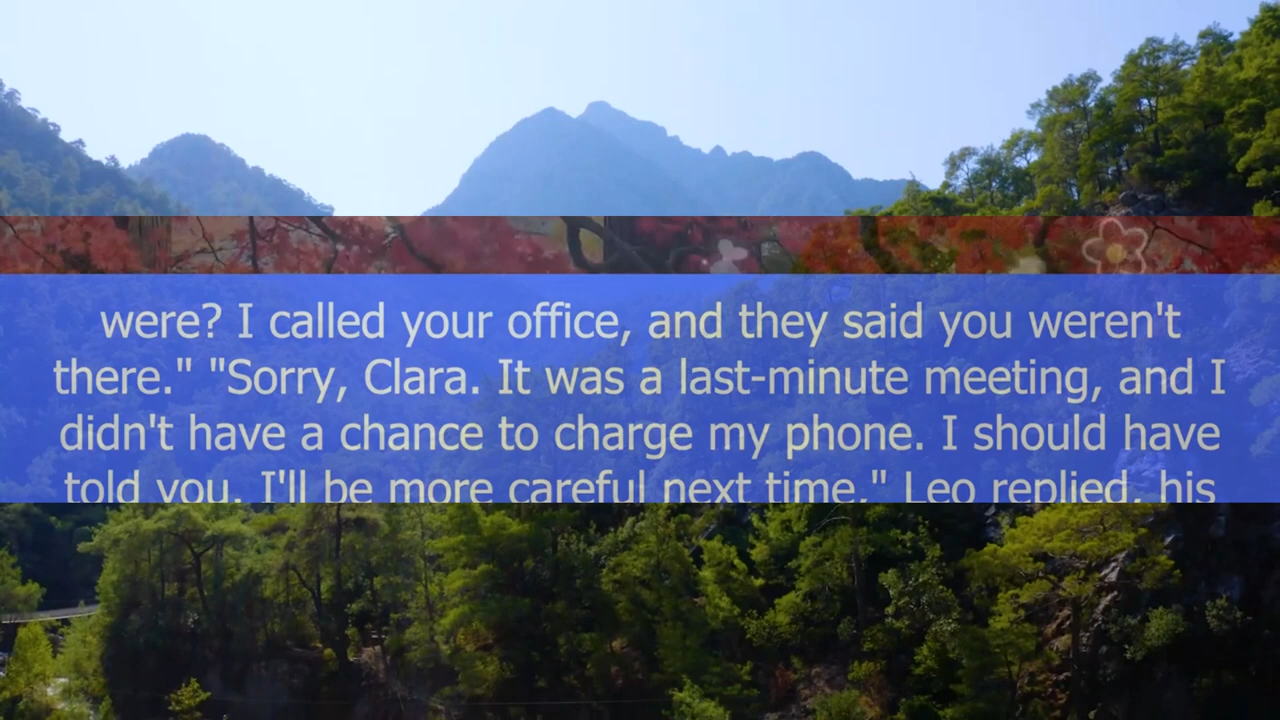 were? I called your office, and they said you weren't
there." "Sorry, Clara. It was a last-minute meeting, and I
didn't have a chance to charge my phone. I should have
told you. I'll be more careful next time," Leo replied, his